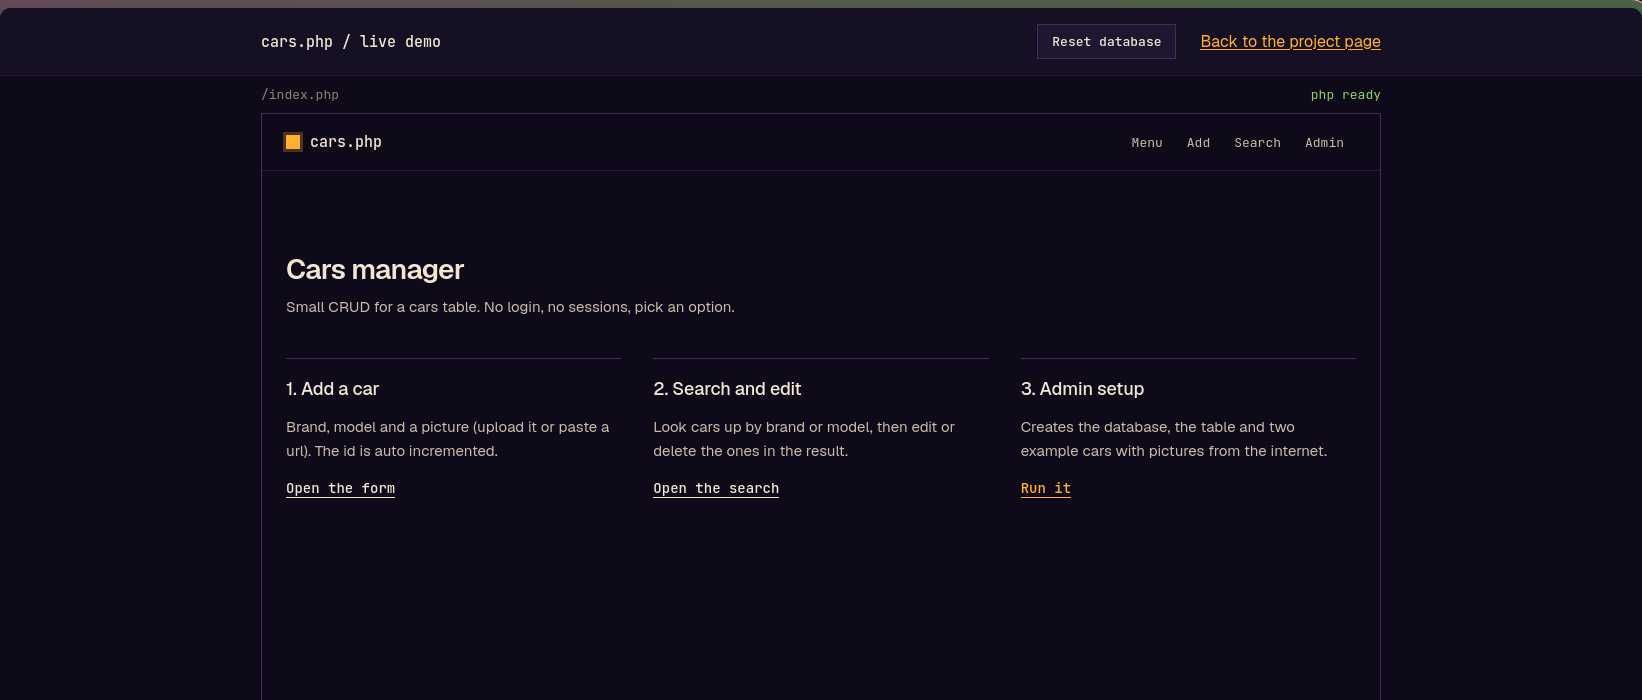 cars.php / live demo
Reset database
Back to the project page
/index.php
php ready
cars.php
Menu
Add
Search
Admin
Cars manager
Small CRUD for a cars table. No login, no sessions, pick an option.
1. Add a car
Brand, model and a picture (upload it or paste a
url). The id is auto incremented.
Open the form
2. Search and edit
Look cars up by brand or model, then edit or
delete the ones in the result.
Open the search
3. Admin setup
Creates the database, the table and two
example cars with pictures from the internet.
Run it